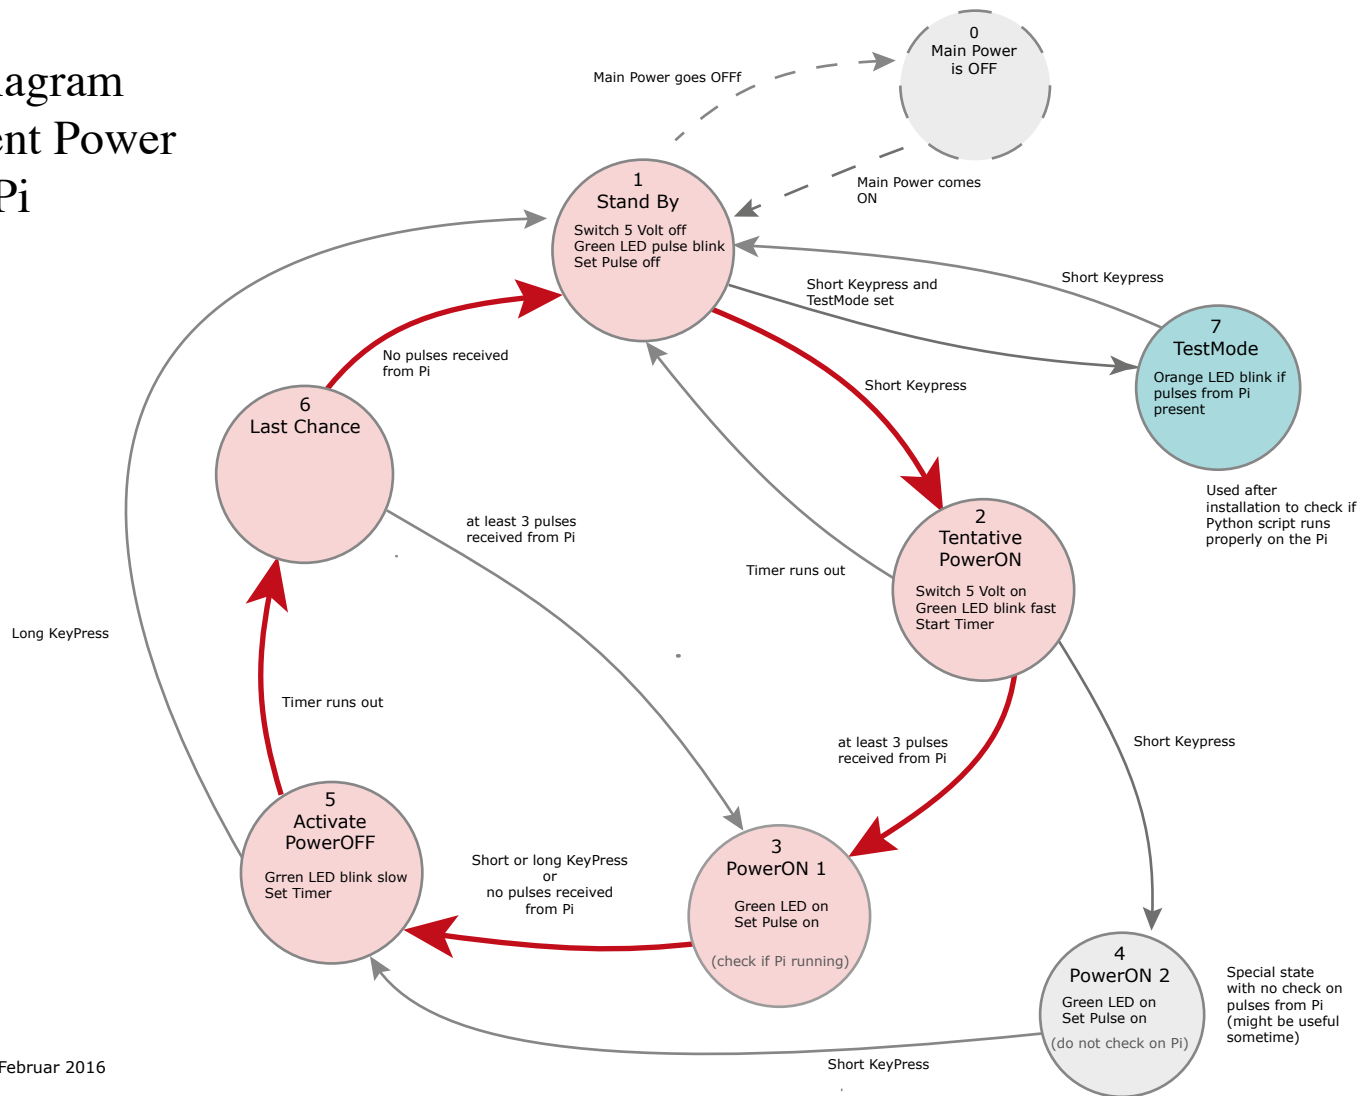 agram
ent Power
Pi
0
Main Power
is OFF
Main Power goes OFFf
Main Power comes
ON
1
Stand By
Switch 5 Volt off
Green LED pulse blink
Set Pulse off
Short Keypress
Short Keypress and
TestMode set
7
TestMode
Orange LED blink if
pulses from Pi
present
Used after
installation to check if
Python script runs
properly on the Pi
No pulses received
from Pi
Short Keypress
6
Last Chance
at least 3 pulses
received from Pi
2
Tentative
PowerON
Switch 5 Volt on
Green LED blink fast
Start Timer
Timer runs out
Long KeyPress
Timer runs out
at least 3 pulses
received from Pi
Short Keypress
5
Activate
PowerOFF
Grren LED blink slow
Set Timer
Short or long KeyPress
or
no pulses received
from Pi
3
PowerON 1
Green LED on
Set Pulse on
(check if Pi running)
4
PowerON 2
Green LED on
Set Pulse on
(do not check on Pi)
Special state
with no check on
pulses from Pi
(might be useful
sometime)
Short KeyPress
Februar 2016